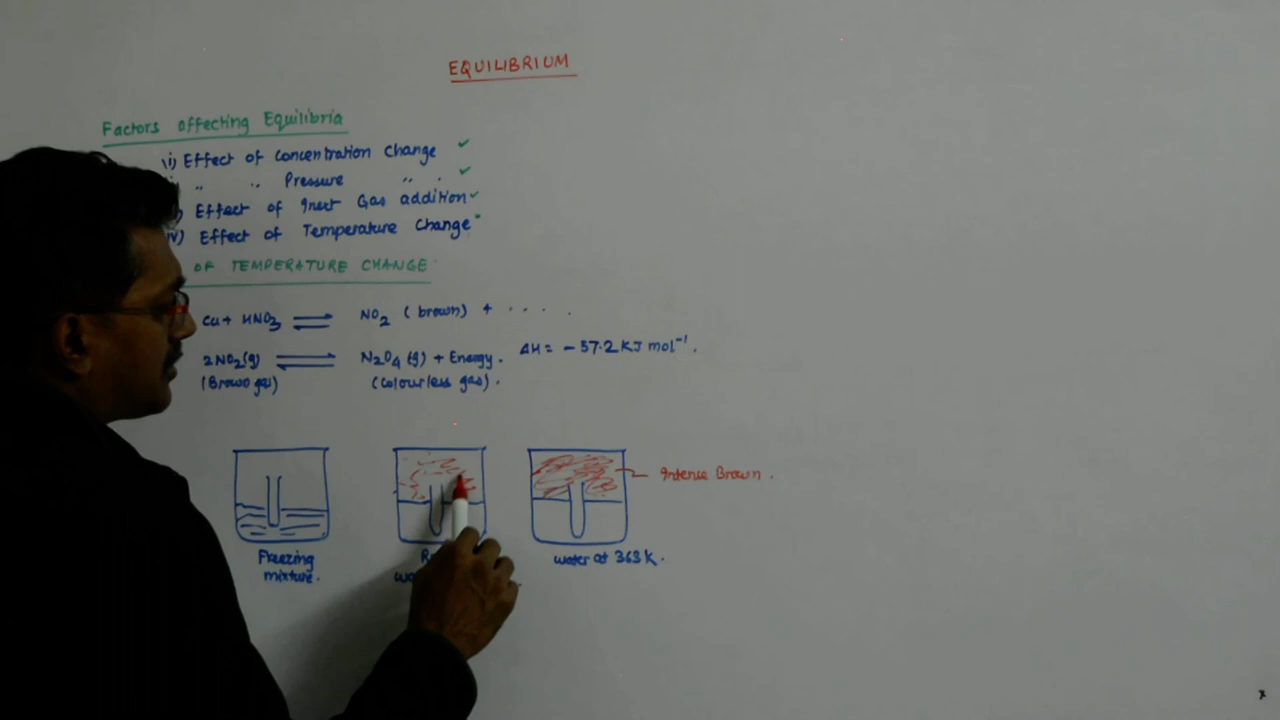 EQUILIBRIUM
Factors affecting Equilibria
(i) Effect of Concentration Change ✓
" " Pressure " . ✓
) Effect of Inert Gas addition ✓
iv) Effect of Temperature Change
OF TEMPERATURE CHANGE
Cu + HNO3 ⇌ NO2 (brown) + . . . . .
2NO2(g) ⇌ N2O4(g) + Energy. ΔH = - 57.2 KJ mol⁻¹.
(Brown gas) (Colourless gas).
Intense Brown.
Freezing water at 363 K.
mixture.